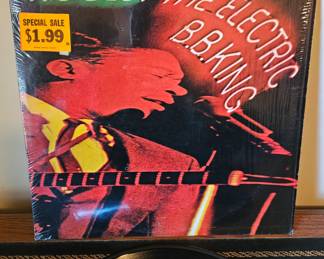 SPECIAL SALE
$1.99
THE ELECTRIC
B.B.KING